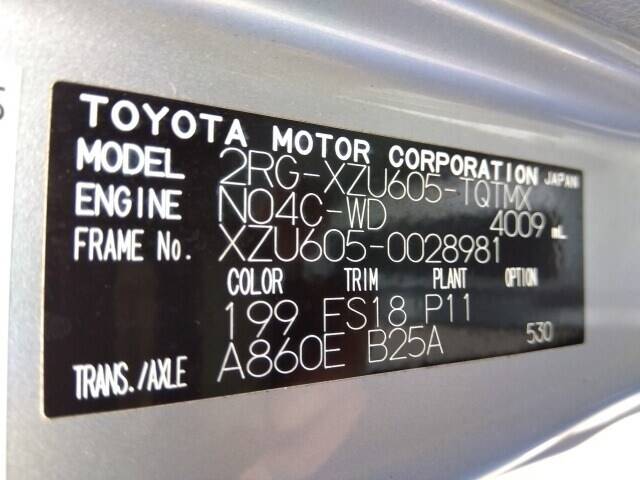 TOYOTA MOTOR CORPORATION JAPAN
MODEL 2RG-XZU605-TQTMX
ENGINE N04C-WD 4009 mL
FRAME No. XZU605-0028981
COLOR TRIM PLANT OPTION
199 FS18 P11 530
TRANS./AXLE A860E B25A